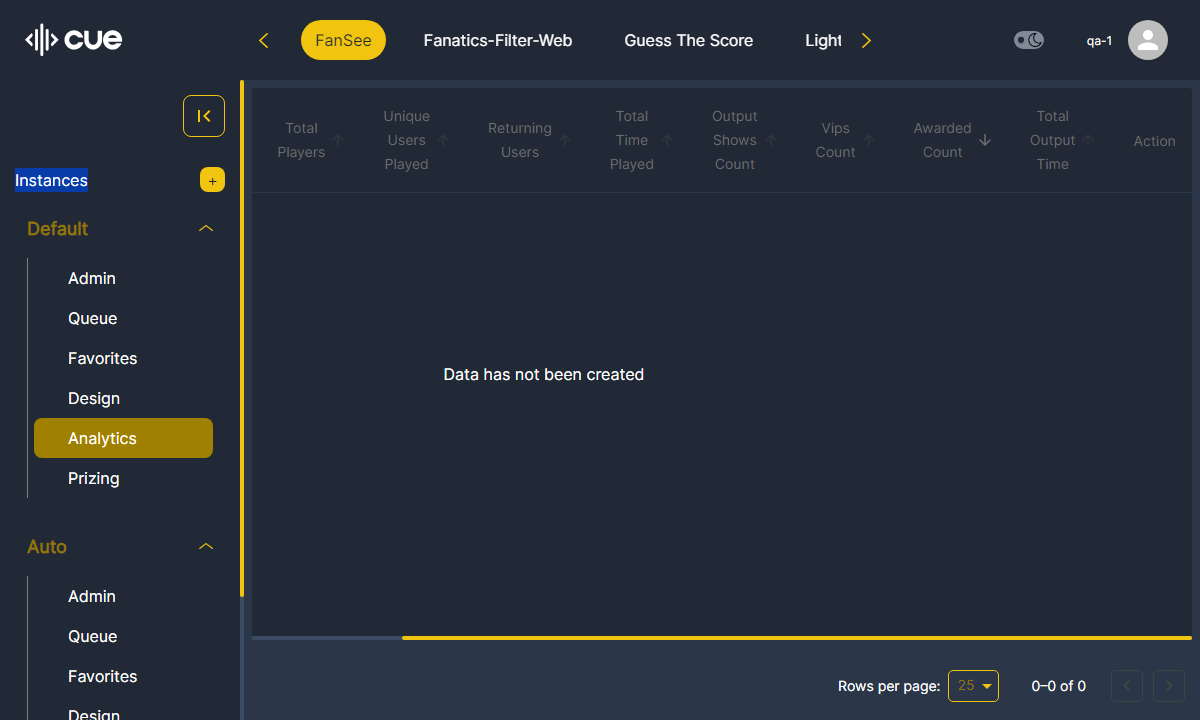 cue
FanSee
Fanatics-Filter-Web
Guess The Score
Light
qa-1
Instances
+
Default
Admin
Queue
Favorites
Design
Analytics
Prizing
Auto
Admin
Queue
Favorites
Design
Total
Players
Unique
Users
Played
Returning
Users
Total
Time
Played
Output
Shows
Count
Vips
Count
Awarded
Count
Total
Output
Time
Action
Data has not been created
Rows per page:
25
0–0 of 0